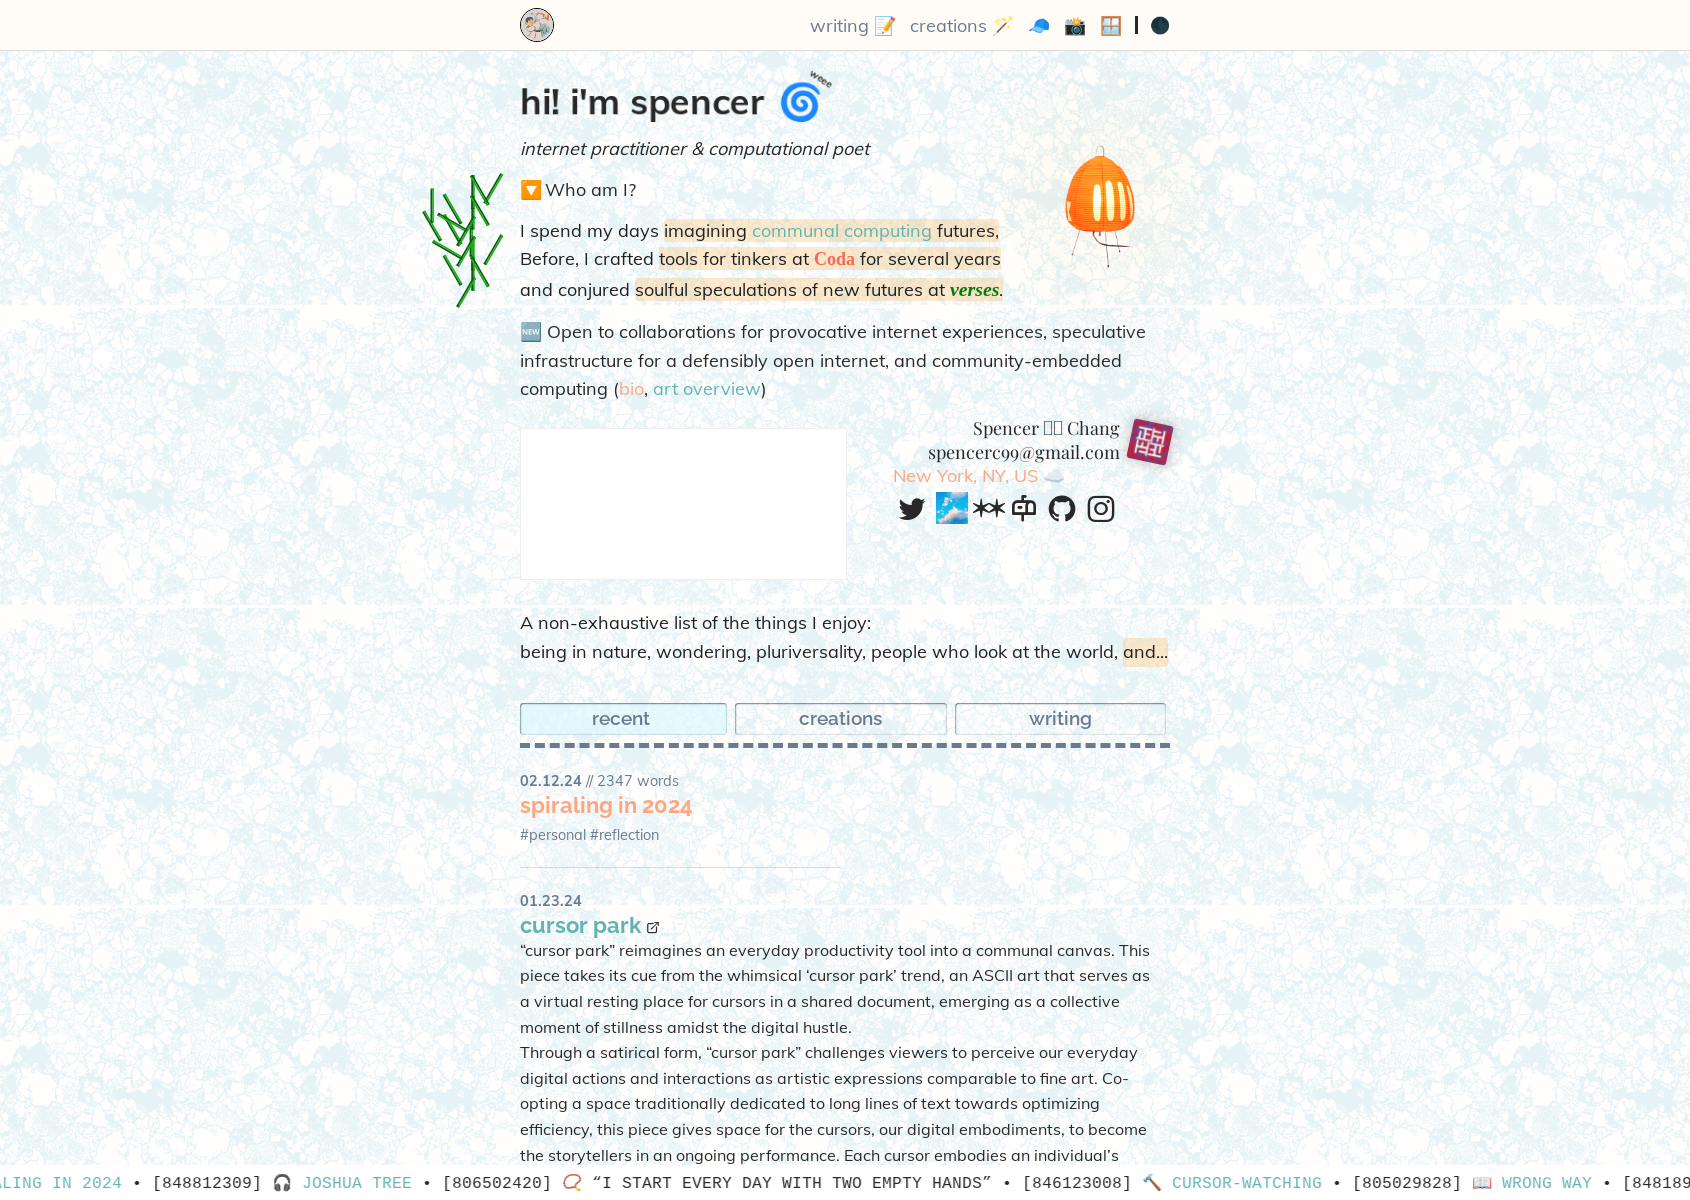 writing 📝 creations 🪄 🧢 📸 🪟 🌑
weee
hi! i'm spencer 🌀
internet practitioner & computational poet
🔽 Who am I?
I spend my days imagining communal computing futures,
Before, I crafted tools for tinkers at Coda for several years
and conjured soulful speculations of new futures at verses.
🆕 Open to collaborations for provocative internet experiences, speculative
infrastructure for a defensibly open internet, and community-embedded
computing (bio, art overview)
Spencer Chang
spencerc99@gmail.com
New York, NY, US ☁️
A non-exhaustive list of the things I enjoy:
being in nature, wondering, pluriversality, people who look at the world, and...
recent creations writing
02.12.24 // 2347 words
spiraling in 2024
#personal #reflection
01.23.24
cursor park
“cursor park” reimagines an everyday productivity tool into a communal canvas. This
piece takes its cue from the whimsical ‘cursor park’ trend, an ASCII art that serves as
a virtual resting place for cursors in a shared document, emerging as a collective
moment of stillness amidst the digital hustle.
Through a satirical form, “cursor park” challenges viewers to perceive our everyday
digital actions and interactions as artistic expressions comparable to fine art. Co-
opting a space traditionally dedicated to long lines of text towards optimizing
efficiency, this piece gives space for the cursors, our digital embodiments, to become
the storytellers in an ongoing performance. Each cursor embodies an individual’s
ALING IN 2024 • [848812309] 🎧 JOSHUA TREE • [806502420] 📿 “I START EVERY DAY WITH TWO EMPTY HANDS” • [846123008] 🔨 CURSOR-WATCHING • [805029828] 📖 WRONG WAY • [848189